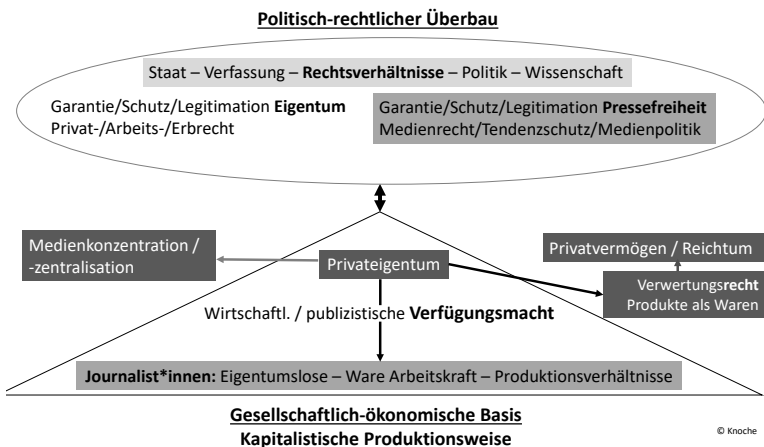 Politisch-rechtlicher Überbau
Staat – Verfassung – Rechtsverhältnisse – Politik – Wissenschaft
Garantie/Schutz/Legitimation Eigentum
Privat-/Arbeits-/Erbrecht
Garantie/Schutz/Legitimation Pressefreiheit
Medienrecht/Tendenzschutz/Medienpolitik
Medienkonzentration /
-zentralisation
Privateigentum
Privatvermögen / Reichtum
Verwertungsrecht
Produkte als Waren
Wirtschaftl. / publizistische Verfügungsmacht
Journalist*innen: Eigentumslose – Ware Arbeitskraft – Produktionsverhältnisse
Gesellschaftlich-ökonomische Basis
Kapitalistische Produktionsweise
© Knoche